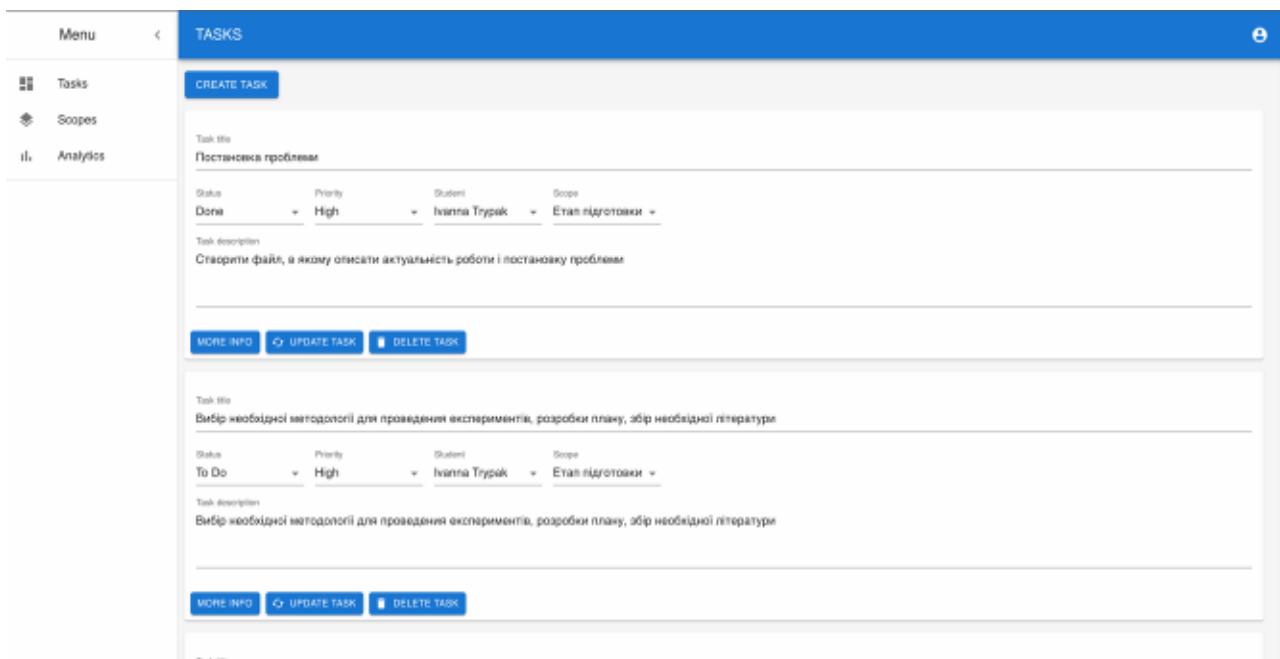 Menu
TASKS
Tasks
Scopes
Analytics
CREATE TASK
Task title
Постановка проблеми
Status Priority Student Scope
Done High Ivanna Trypak Етап підготовки
Task description
Створити файл, в якому описати актуальність роботи і постановку проблеми
MORE INFO UPDATE TASK DELETE TASK
Task title
Вибір необхідної методології для проведення експериментів, розробки плану, збір необхідної літератури
Status Priority Student Scope
To Do High Ivanna Trypak Етап підготовки
Task description
Вибір необхідної методології для проведення експериментів, розробки плану, збір необхідної літератури
MORE INFO UPDATE TASK DELETE TASK